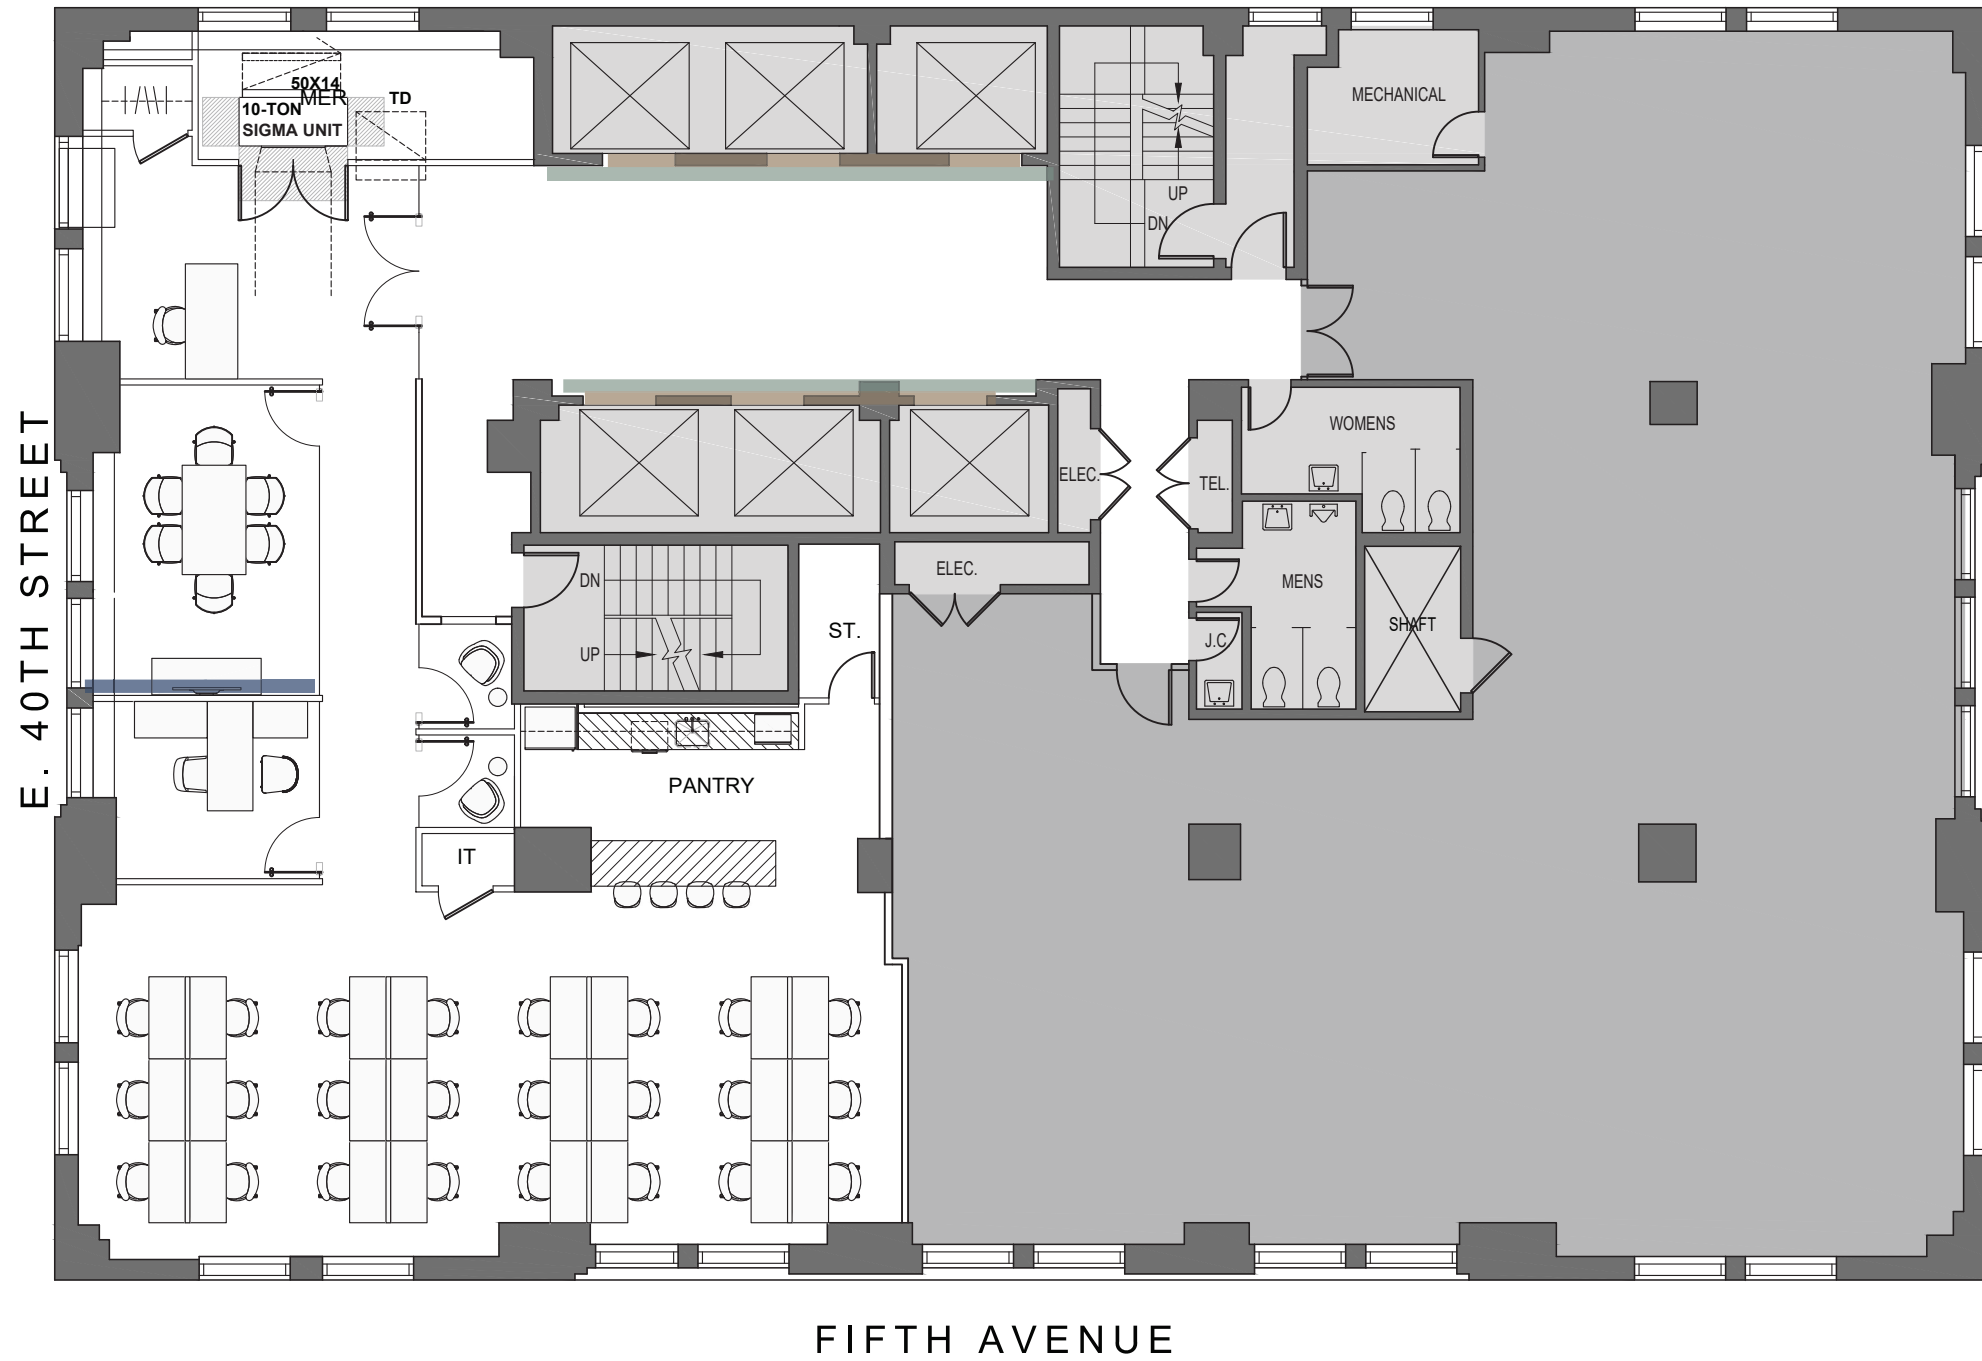 50X14
MER
TD
10-TON
SIGMA UNIT
MECHANICAL
UP
DN
E. 40TH STREET
WOMENS
ELEC.
TEL.
DN
ELEC.
MENS
UP
ST.
J.C
SHAFT
PANTRY
IT
FIFTH AVENUE